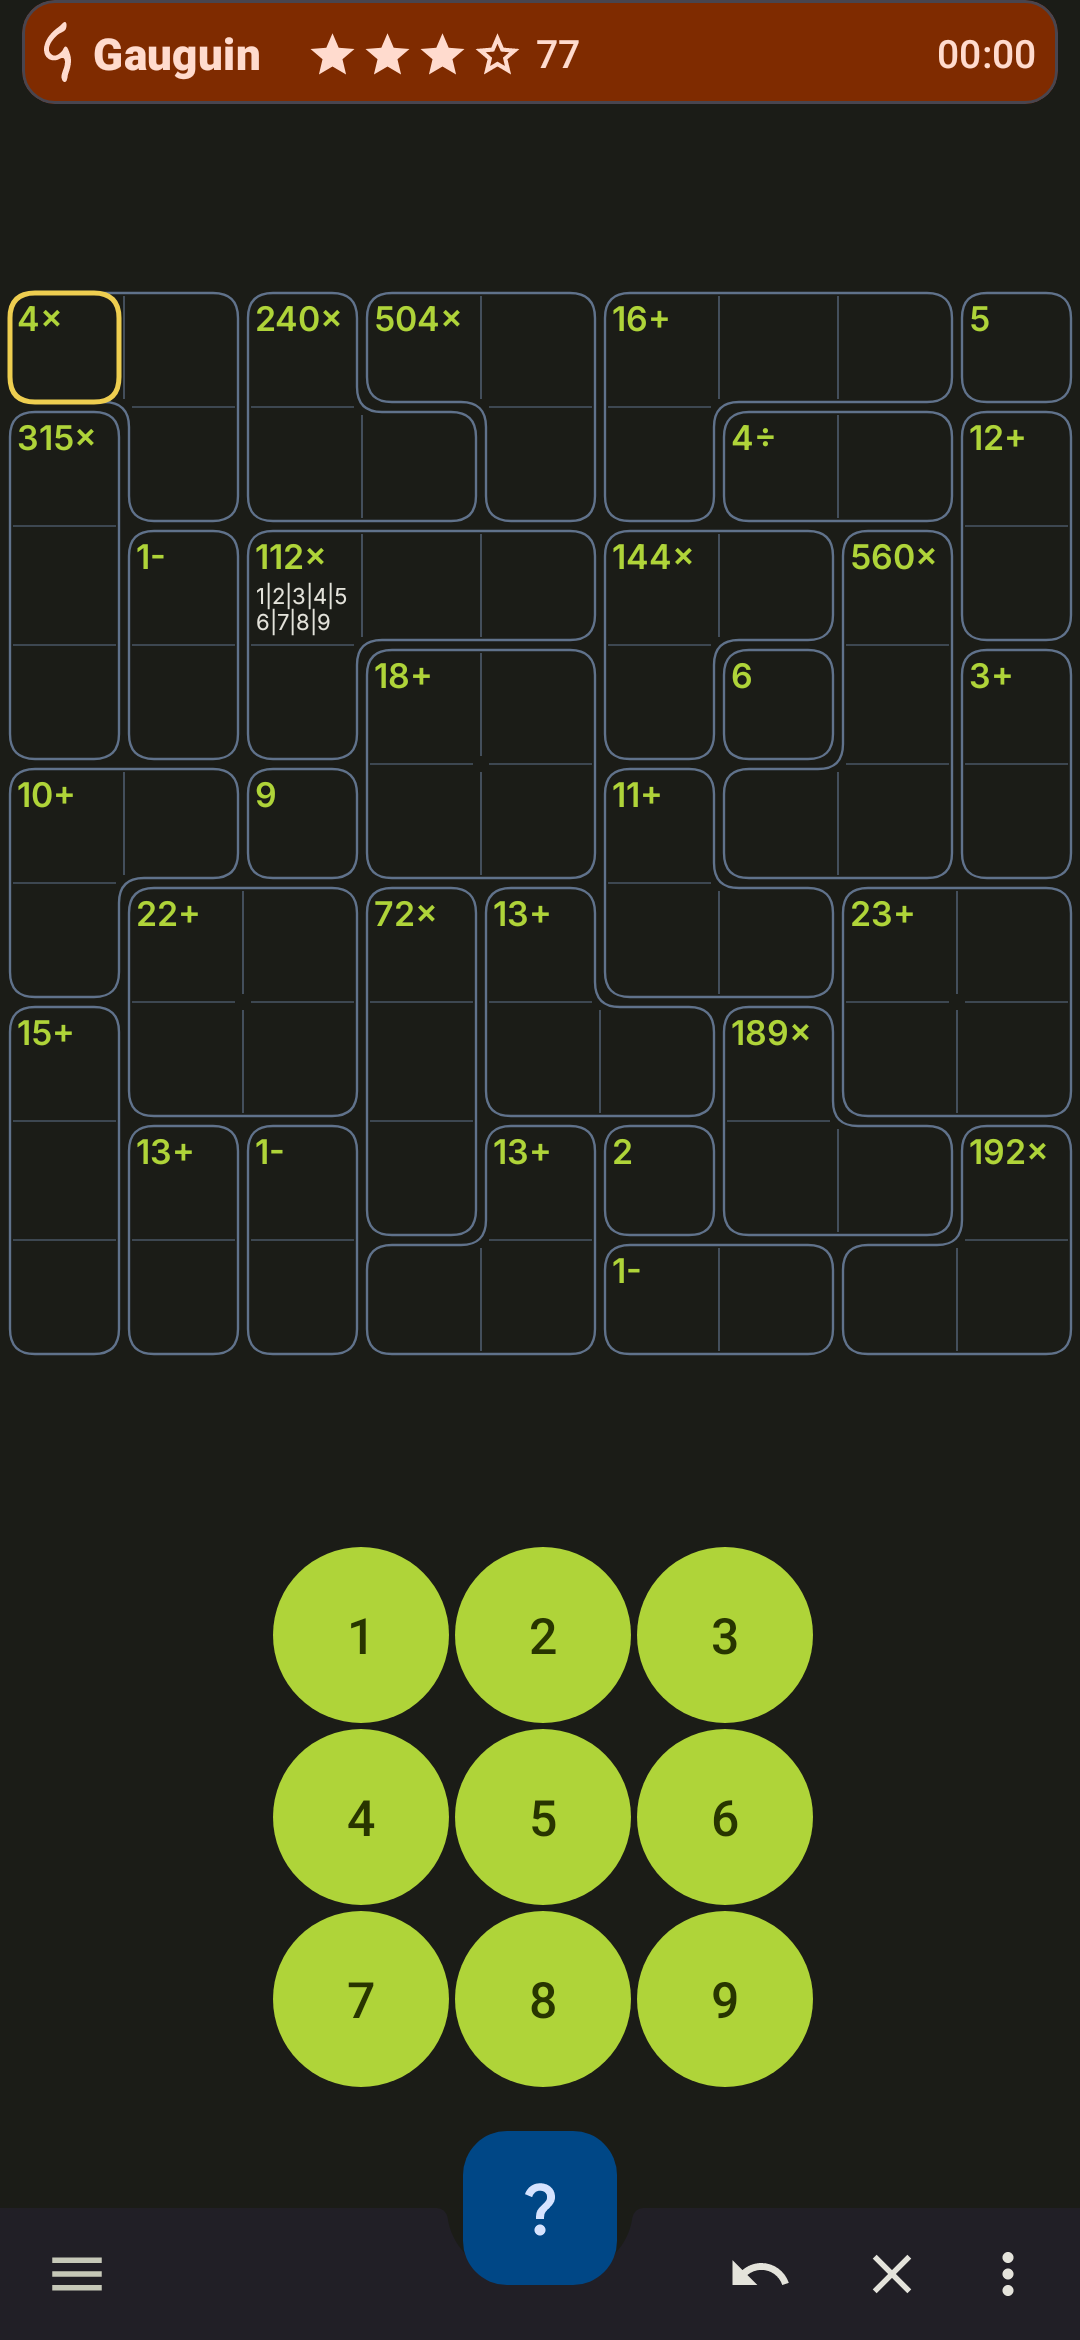 Gauguin 77 00:00
4× 240× 504× 16+ 5
315× 4÷ 12+
1- 112× 144× 560×
1|2|3|4|5
6|7|8|9
18+ 6 3+
10+ 9 11+
22+ 72× 13+ 23+
15+ 189×
13+ 1- 13+ 2 192×
1-
1 2 3
4 5 6
7 8 9
?